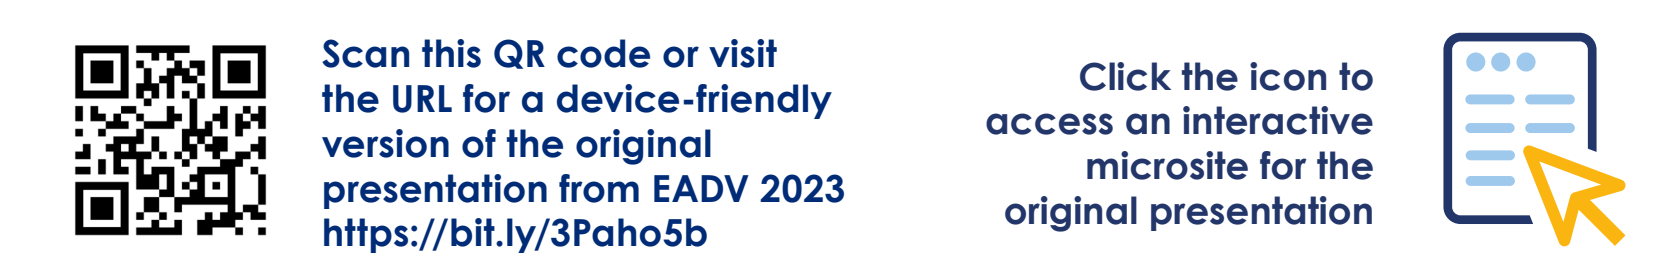 Scan this QR code or visit
the URL for a device-friendly
version of the original
presentation from EADV 2023
https://bit.ly/3Paho5b
Click the icon to
access an interactive
microsite for the
original presentation